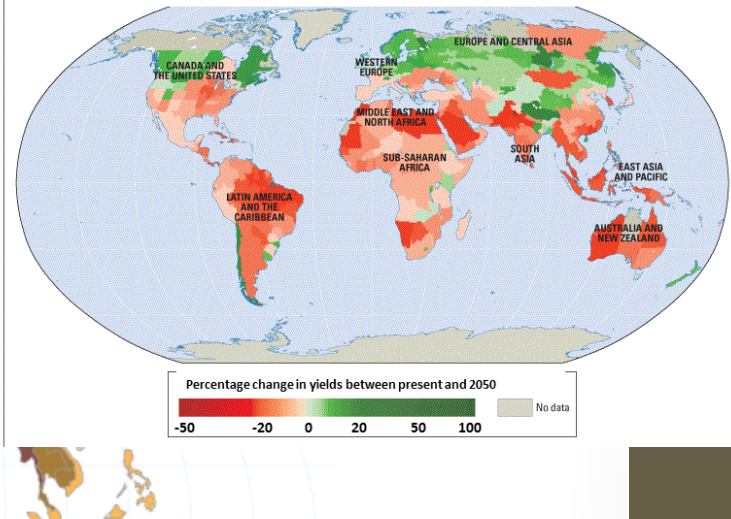 EUROPE AND CENTRAL ASIA
CANADA AND
THE UNITED STATES
WESTERN
EUROPE
MIDDLE EAST AND
NORTH AFRICA
SUB-SAHARAN
AFRICA
SOUTH
ASIA
EAST ASIA
AND PACIFIC
LATIN AMERICA
AND THE
CARIBBEAN
AUSTRALIA AND
NEW ZEALAND
Percentage change in yields between present and 2050
-50 -20 0 20 50 100
No data